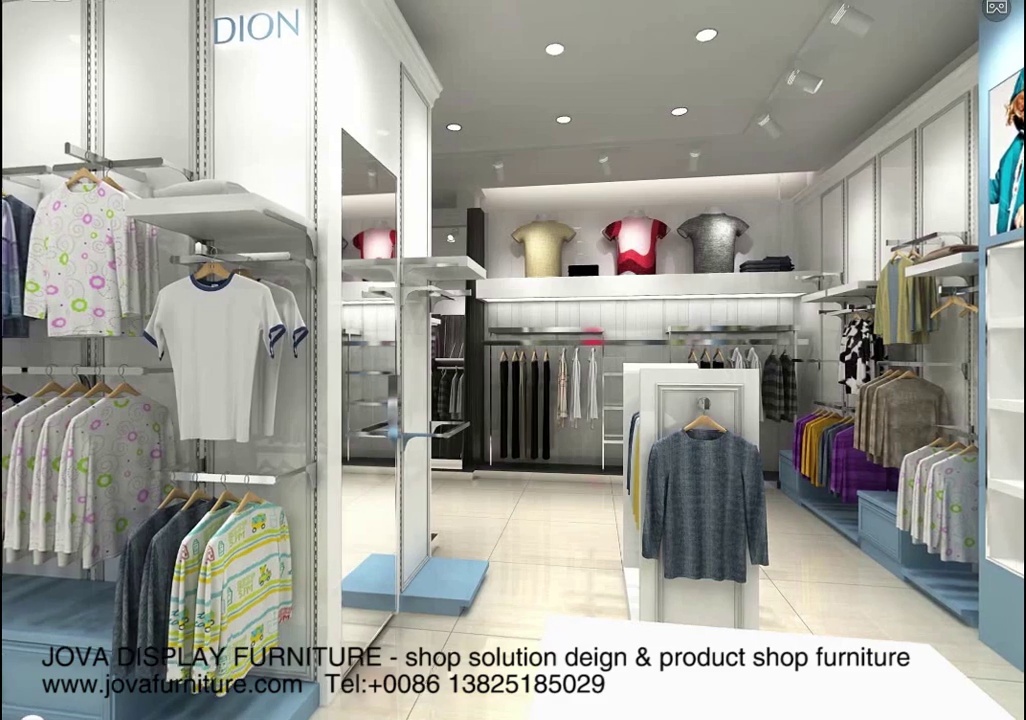 DION
JOVA DISPLAY FURNITURE - shop solution deign & product shop furniture
www.jovafurniture.com Tel:+0086 13825185029